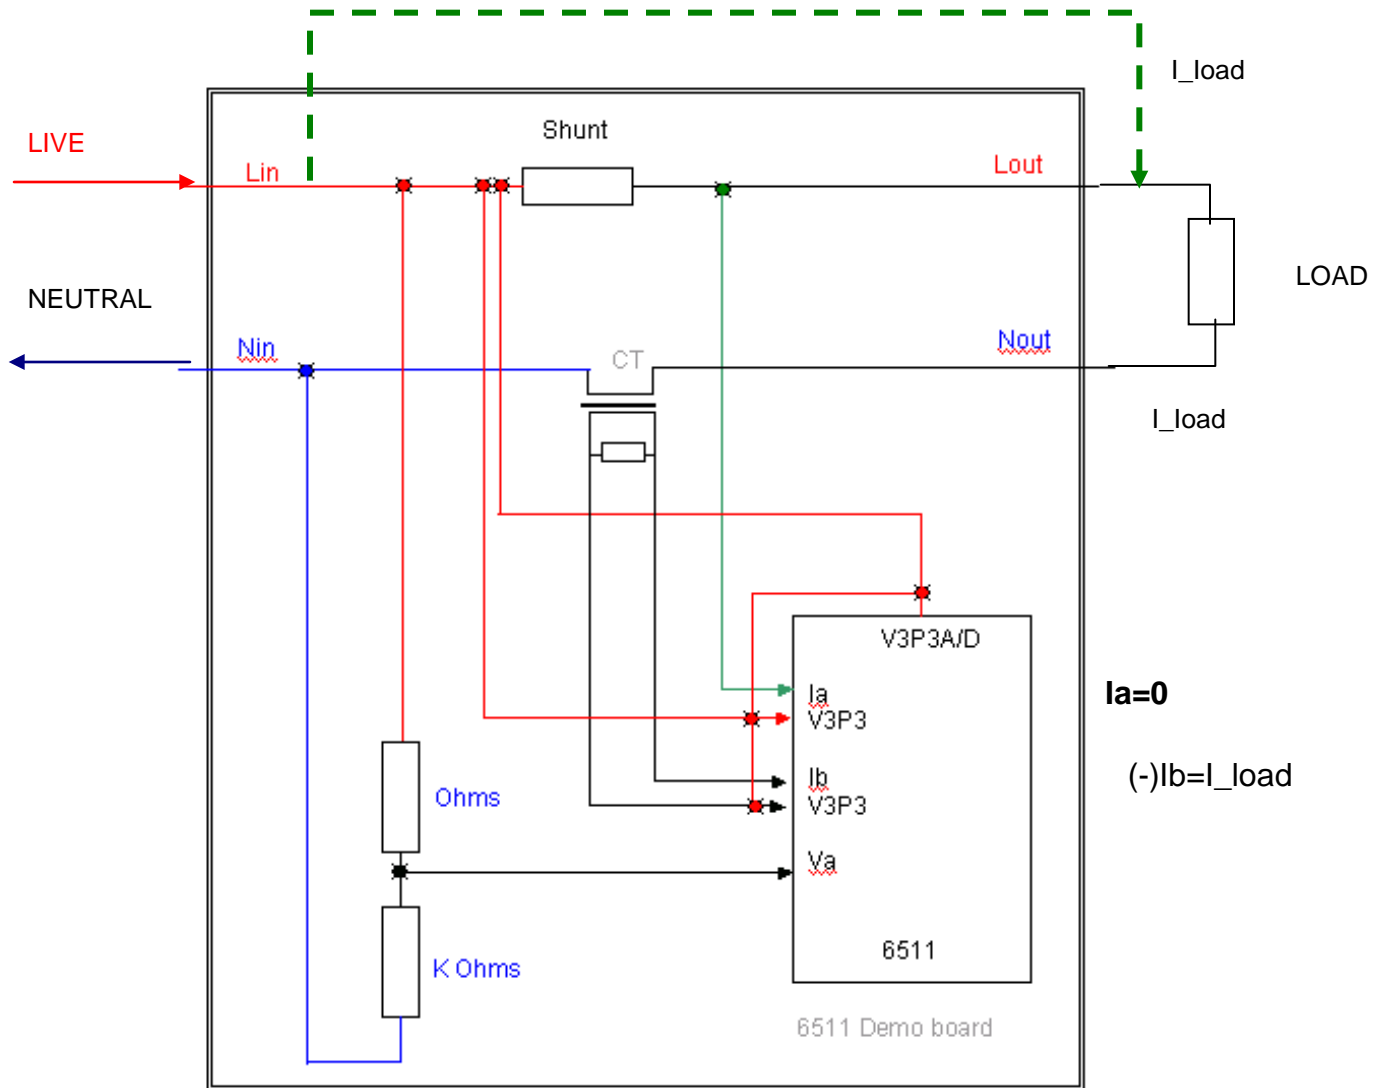 I_load
Shunt
LIVE
Lin
Lout
LOAD
NEUTRAL
Nin
CT
Nout
I_load
V3P3A/D
Ia
Ia=0
V3P3
Ib
(-)Ib=I_load
Ohms
V3P3
Va
6511
K Ohms
6511 Demo board